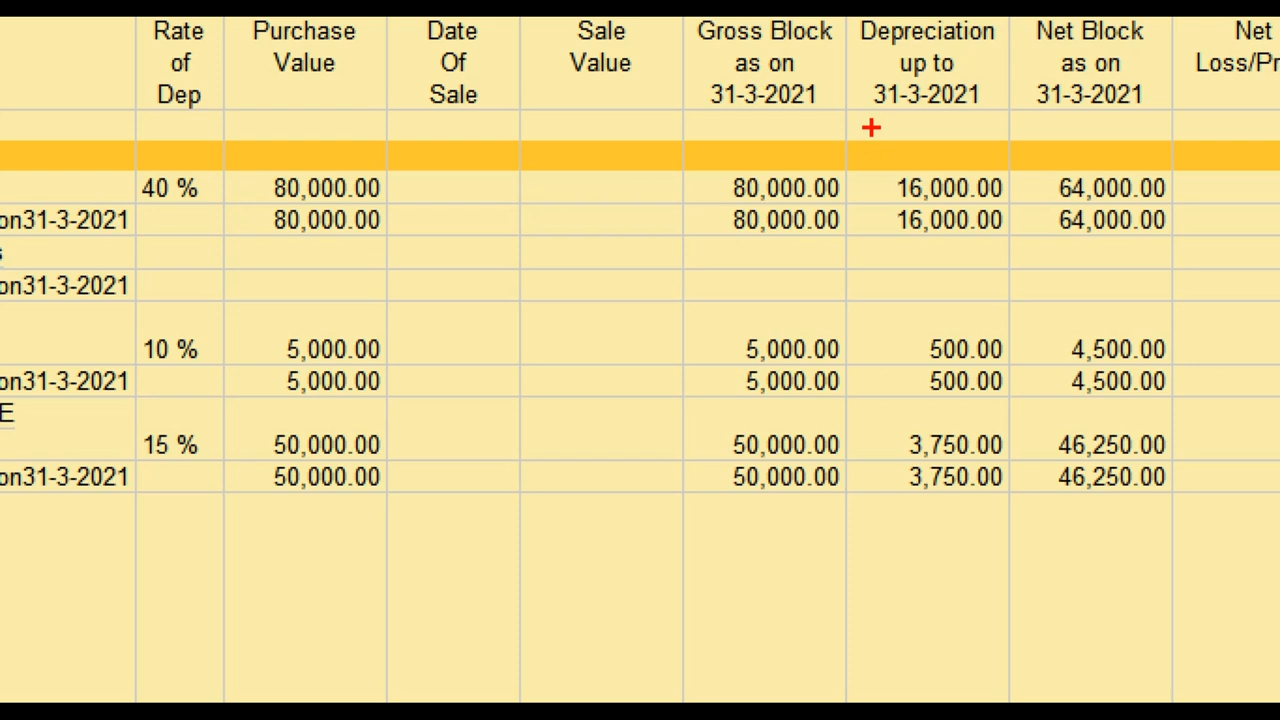 Rate Purchase Date Sale Gross Block Depreciation Net Block Net
of Value Of Value as on up to as on Loss/Pr
Dep Sale 31-3-2021 31-3-2021 31-3-2021
40 % 80,000.00 80,000.00 16,000.00 64,000.00
on31-3-2021 80,000.00 80,000.00 16,000.00 64,000.00
s
on31-3-2021
10 % 5,000.00 5,000.00 500.00 4,500.00
on31-3-2021 5,000.00 5,000.00 500.00 4,500.00
E
15 % 50,000.00 50,000.00 3,750.00 46,250.00
on31-3-2021 50,000.00 50,000.00 3,750.00 46,250.00